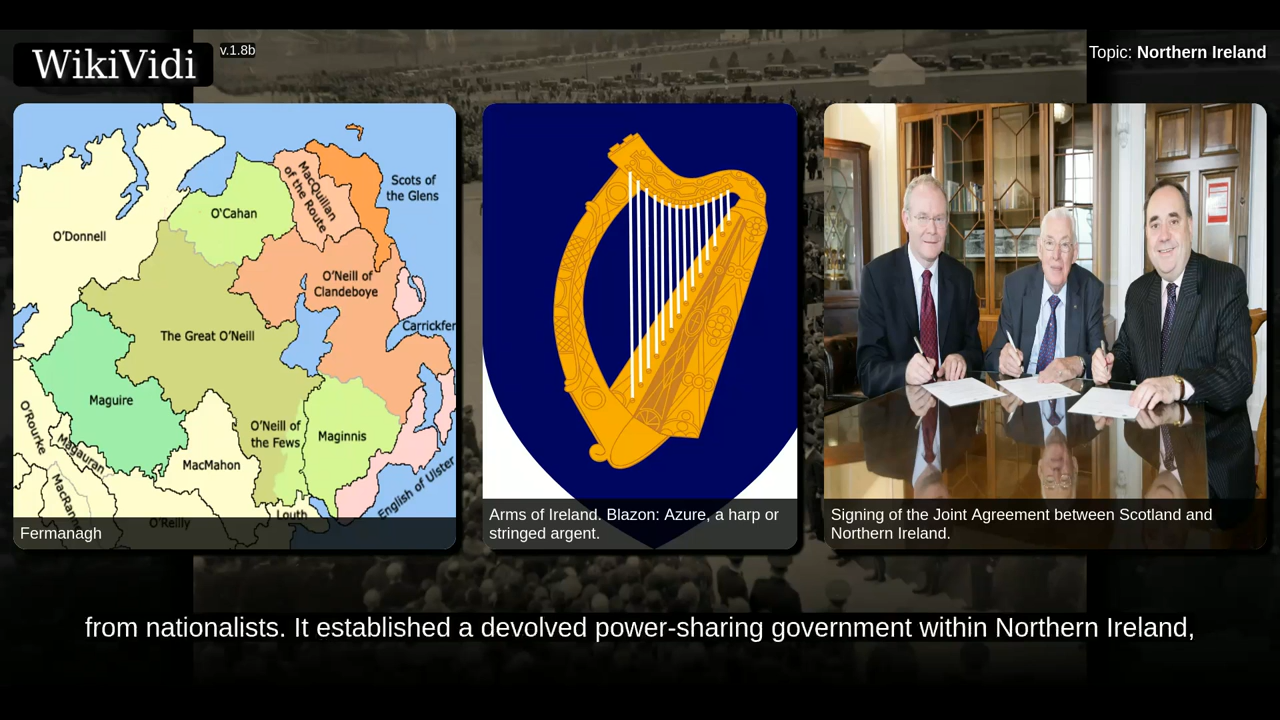 WikiVidi
v.1.8b
Topic: Northern Ireland
Scots of
the Glens
MacQuillan
of the Route
O'Cahan
O'Donnell
O'Neill of
Clandeboye
The Great O'Neill
Carrickfer
Maguire
O'Neill of
the Fews
Maginnis
O'Rourke
Magauran
MacMahon
English of Ulster
Louth
O'Reilly
Fermanagh
Arms of Ireland. Blazon: Azure, a harp or
stringed argent.
Signing of the Joint Agreement between Scotland and
Northern Ireland.
from nationalists. It established a devolved power-sharing government within Northern Ireland,